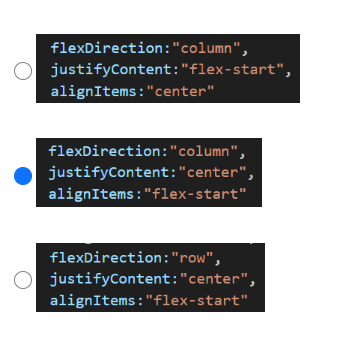 flexDirection:"column",
justifyContent:"flex-start",
alignItems:"center"
flexDirection:"column",
justifyContent:"center",
alignItems:"flex-start"
flexDirection:"row",
justifyContent:"center",
alignItems:"flex-start"